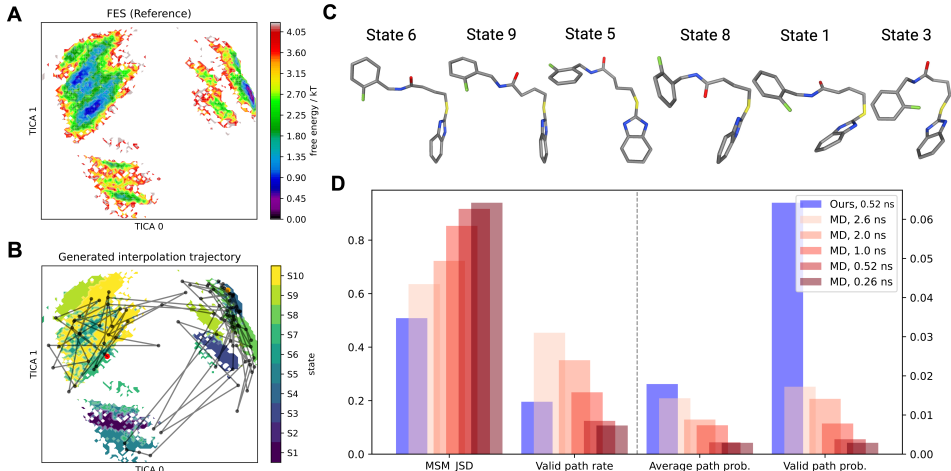 A
FES (Reference)
TICA 1
TICA 0
4.05
3.60
3.15
2.70
2.25
1.80
1.35
0.90
0.45
0.00
free energy / kT
B
Generated interpolation trajectory
TICA 1
TICA 0
S10
S9
S8
S7
S6
S5
S4
S3
S2
S1
state
C
State 6
State 9
State 5
State 8
State 1
State 3
D
0.8
0.6
0.4
0.2
0.0
Ours, 0.52 ns
MD, 2.6 ns
MD, 2.0 ns
MD, 1.0 ns
MD, 0.52 ns
MD, 0.26 ns
0.06
0.05
0.04
0.03
0.02
0.01
0.00
MSM_JSD
Valid path rate
Average path prob.
Valid path prob.